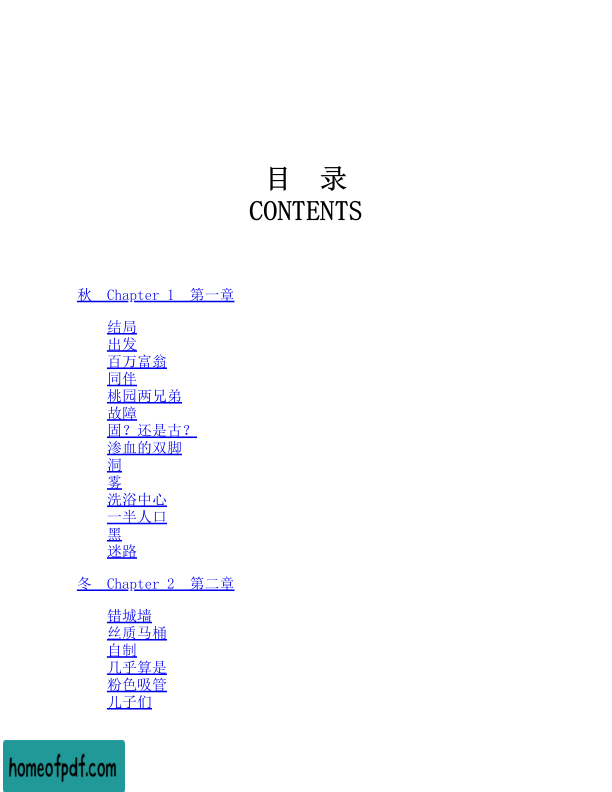 目 录
CONTENTS
秋 Chapter 1 第一章
结局
出发
百万富翁
同伴
桃园两兄弟
故障
固？还是古？
渗血的双脚
洞
雾
洗浴中心
一半人口
黑
迷路
冬 Chapter 2 第二章
错城墙
丝质马桶
自制
几乎算是
粉色吸管
儿子们
homeofpdf.com